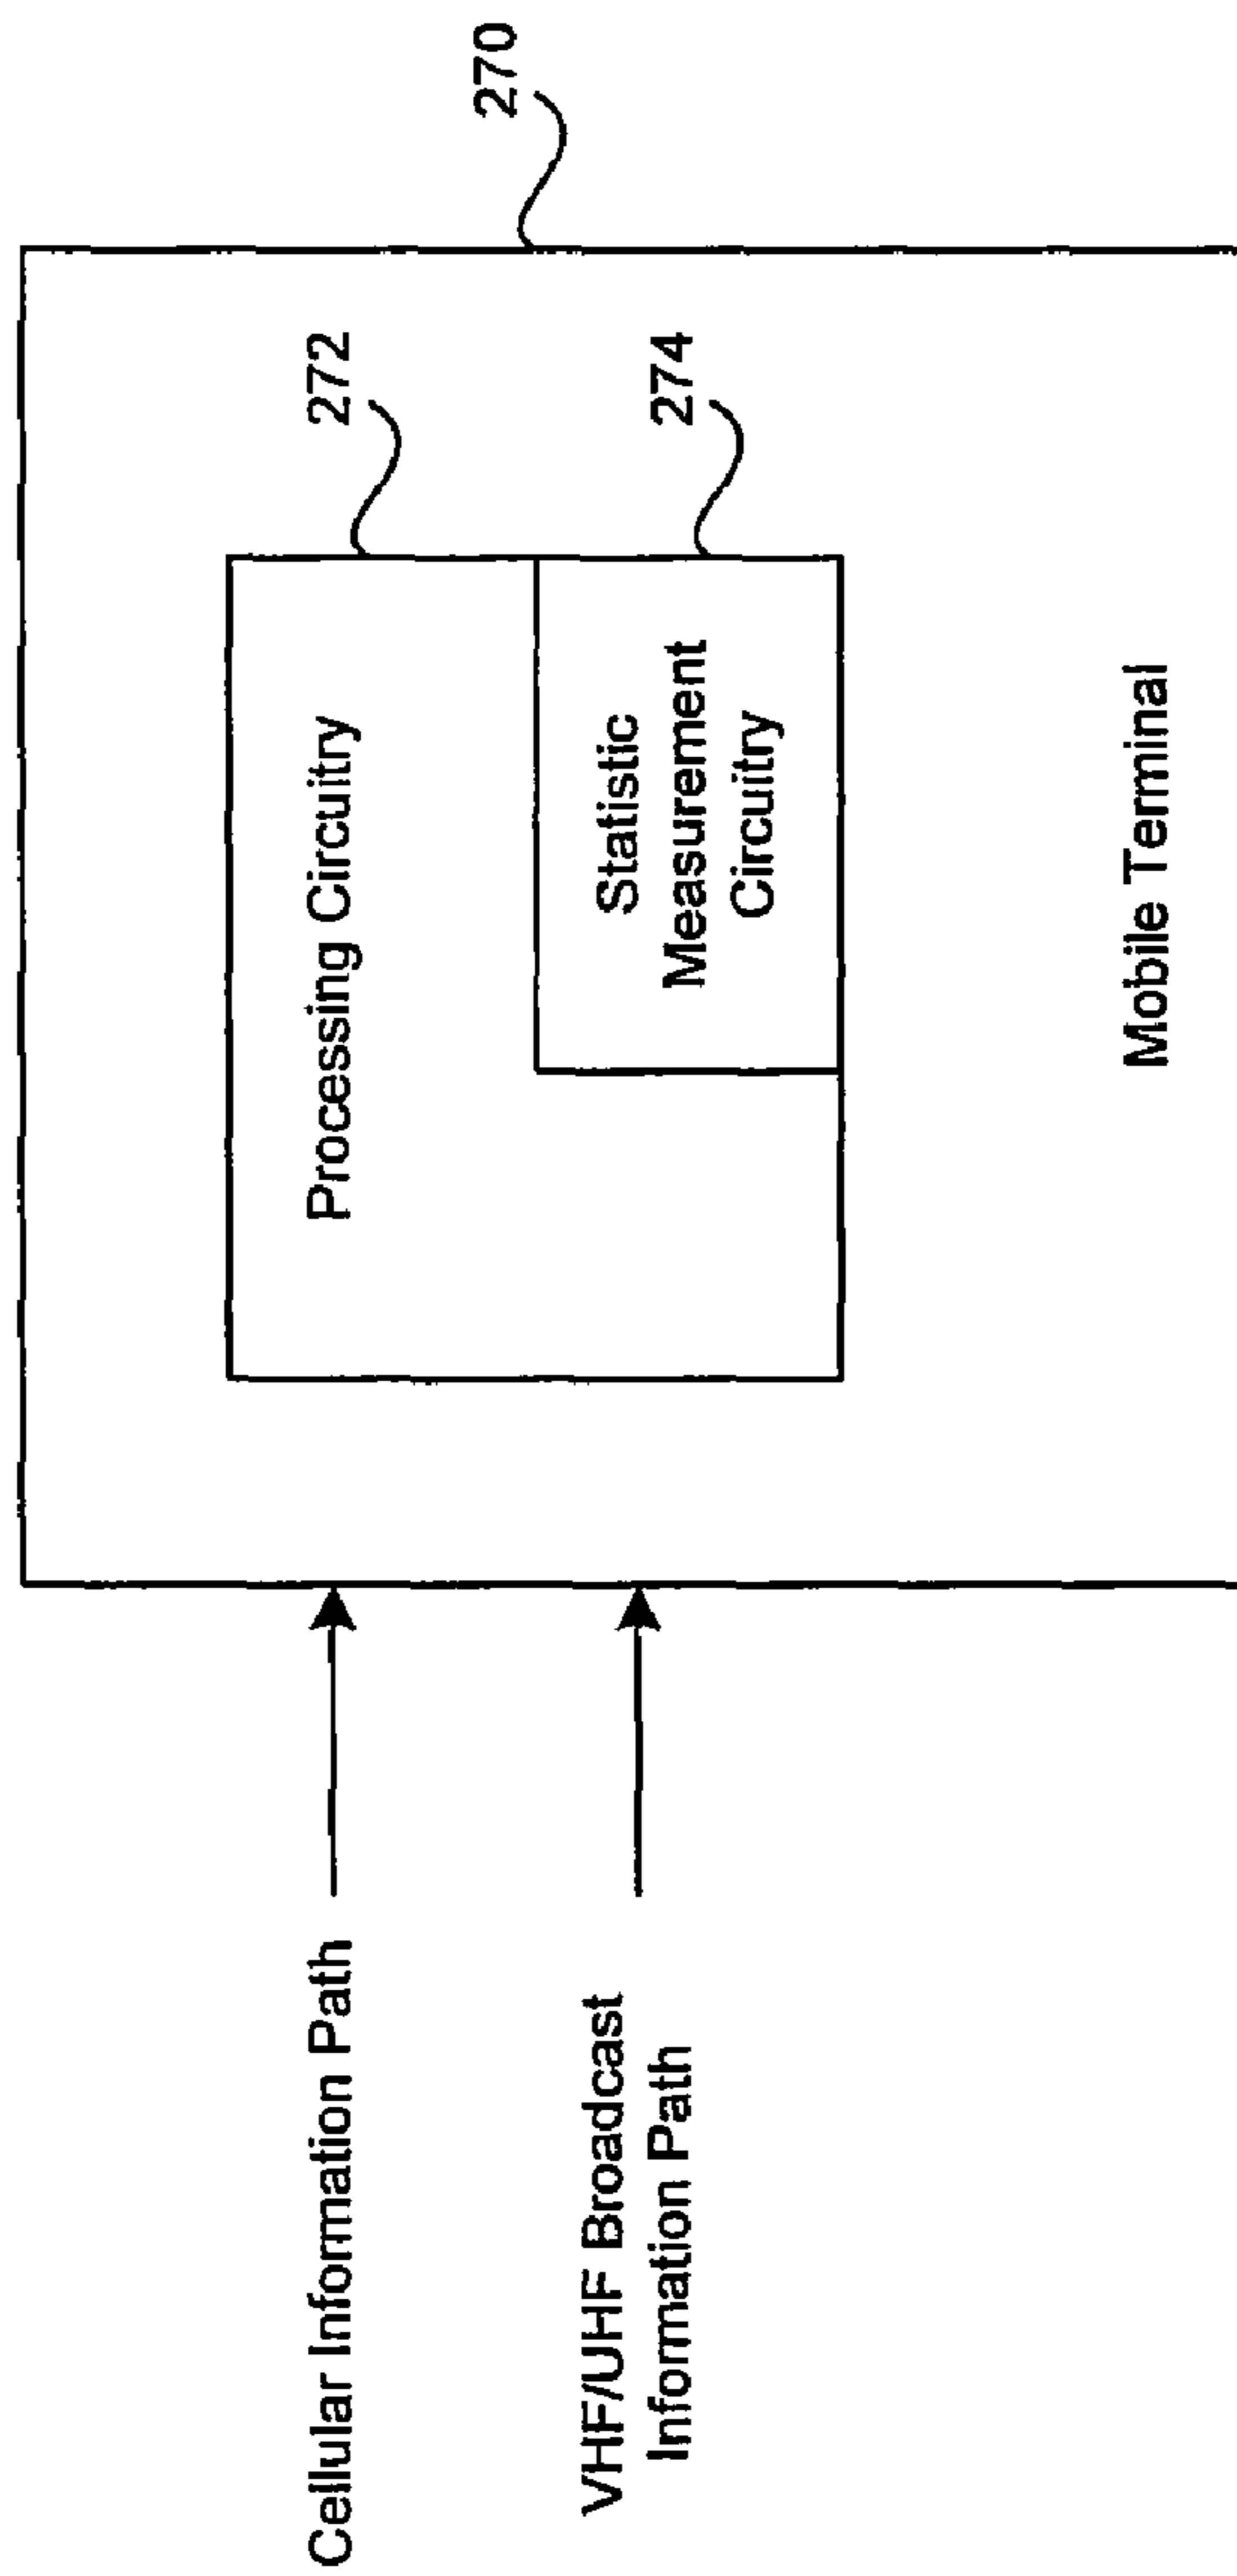 270
272
Processing Circuitry
274
Statistic
Measurement
Circuitry
Mobile Terminal
Cellular Information Path
VHF/UHF Broadcast
Information Path